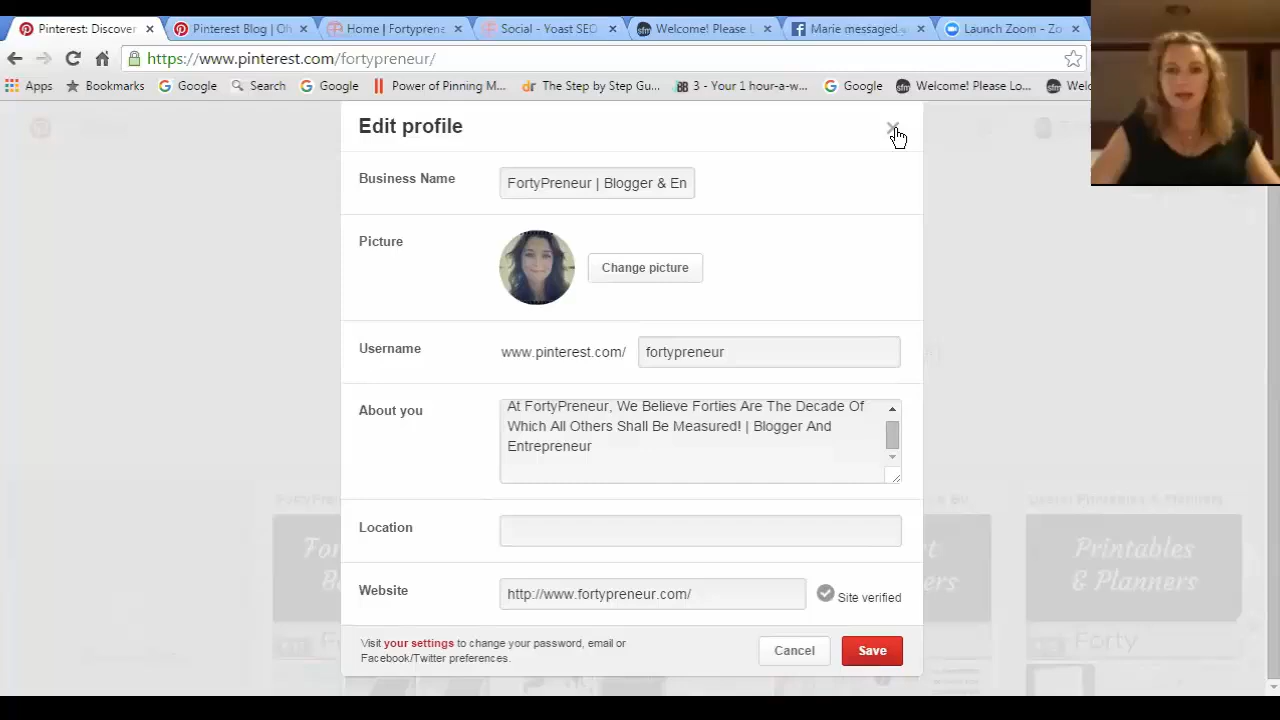 Pinterest: Discover
Pinterest Blog | Oh
Home | Fortyprene
Social - Yoast SEO
Welcome! Please L
Marie messaged
Launch Zoom - Zo
https://www.pinterest.com/fortypreneur/
Apps
Bookmarks
Google
Search
Google
Power of Pinning M...
The Step by Step Gu...
3 - Your 1 hour-a-w...
Google
Welcome! Please Lo...
Edit profile
Business Name
FortyPreneur | Blogger & En
Picture
Change picture
Username
www.pinterest.com/
fortypreneur
About you
At FortyPreneur, We Believe Forties Are The Decade Of
Which All Others Shall Be Measured! | Blogger And
Entrepreneur
Location
Website
http://www.fortypreneur.com/
Site verified
Visit your settings to change your password, email or
Facebook/Twitter preferences.
Cancel
Save
Printables
& Planners
Forty